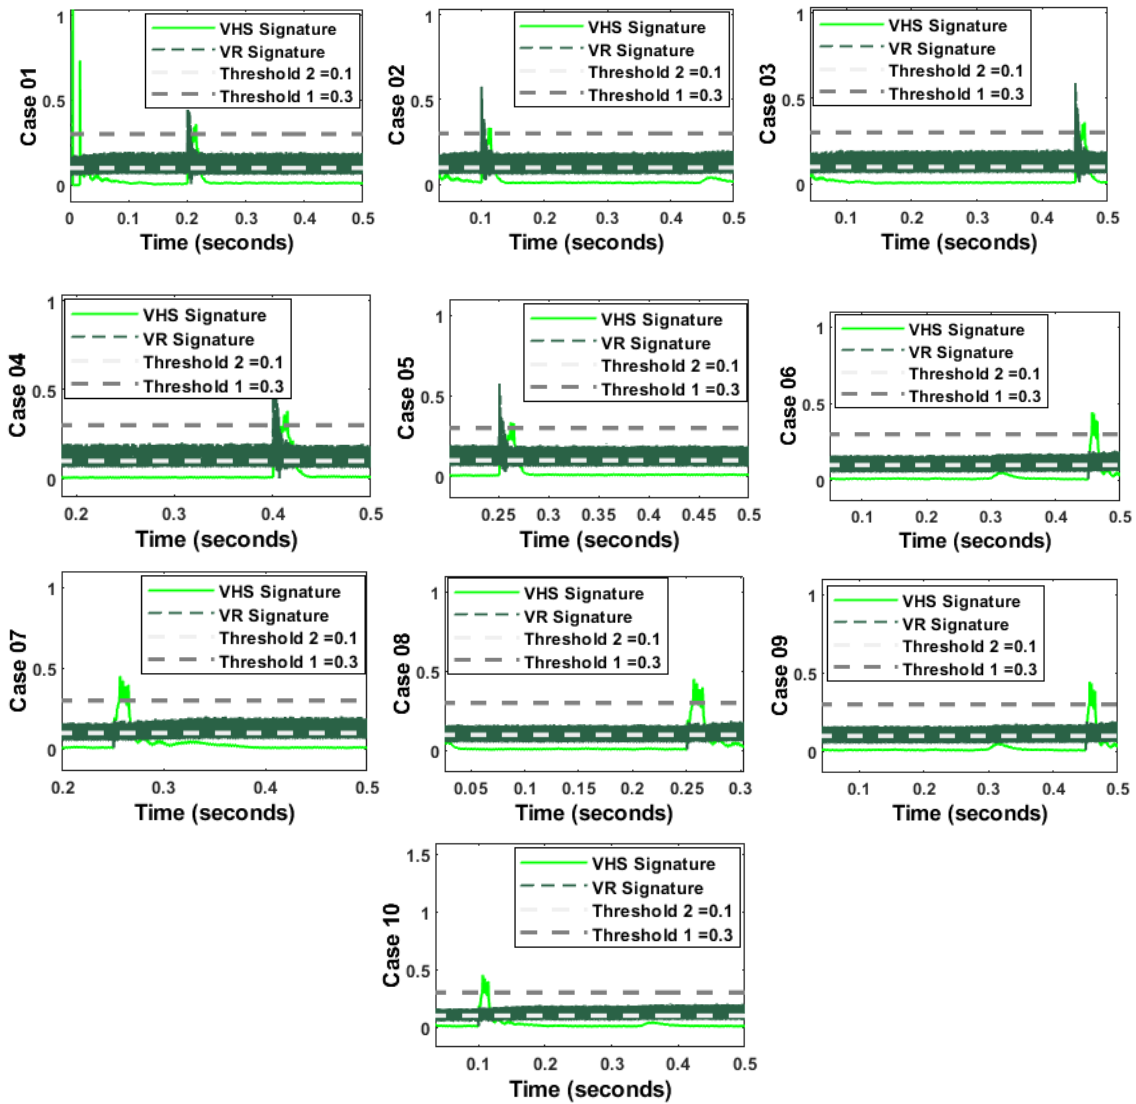 Case 01
1
0.5
0
VHS Signature
VR Signature
Threshold 2 =0.1
Threshold 1 =0.3
0 0.1 0.2 0.3 0.4 0.5
Time (seconds)
Case 02
1
0.5
0
VHS Signature
VR Signature
Threshold 2 =0.1
Threshold 1 =0.3
0.1 0.2 0.3 0.4 0.5
Time (seconds)
Case 03
1
0.5
0
VHS Signature
VR Signature
Threshold 2 =0.1
Threshold 1 =0.3
0.1 0.2 0.3 0.4 0.5
Time (seconds)
Case 04
1
0.5
0
VHS Signature
VR Signature
Threshold 2 =0.1
Threshold 1 =0.3
0.2 0.3 0.4 0.5
Time (seconds)
Case 05
1
0.5
0
VHS Signature
VR Signature
Threshold 2 =0.1
Threshold 1 =0.3
0.25 0.3 0.35 0.4 0.45 0.5
Time (seconds)
Case 06
1
0.5
0
VHS Signature
VR Signature
Threshold 2 =0.1
Threshold 1 =0.3
0.1 0.2 0.3 0.4 0.5
Time (seconds)
Case 07
1
0.5
0
VHS Signature
VR Signature
Threshold 2 =0.1
Threshold 1 =0.3
0.2 0.3 0.4 0.5
Time (seconds)
Case 08
1
0.5
0
VHS Signature
VR Signature
Threshold 2 =0.1
Threshold 1 =0.3
0.05 0.1 0.15 0.2 0.25 0.3
Time (seconds)
Case 09
1
0.5
0
VHS Signature
VR Signature
Threshold 2 =0.1
Threshold 1 =0.3
0.1 0.2 0.3 0.4 0.5
Time (seconds)
Case 10
1.5
1
0.5
0
VHS Signature
VR Signature
Threshold 2 =0.1
Threshold 1 =0.3
0.1 0.2 0.3 0.4 0.5
Time (seconds)